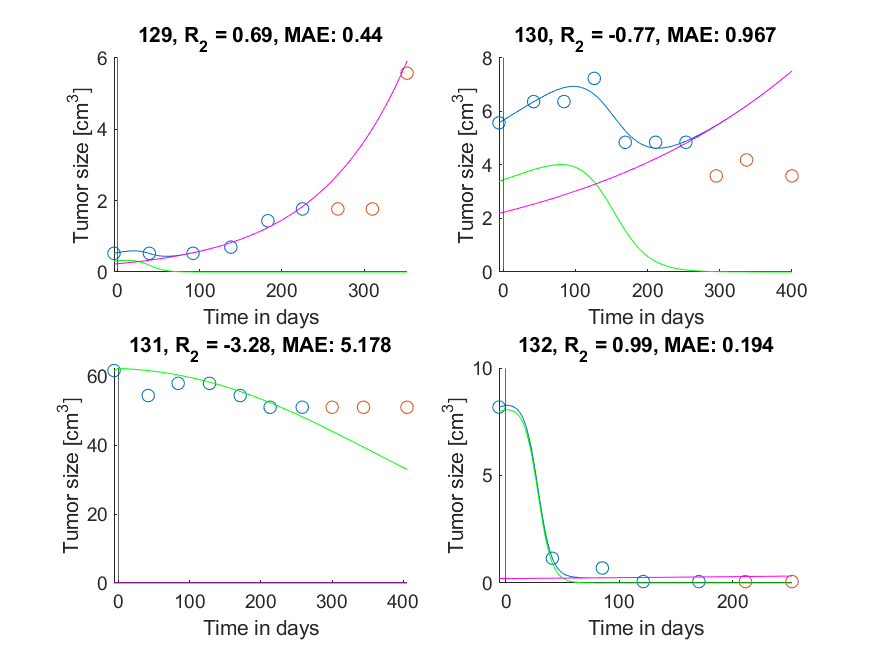 129, R2 = 0.69, MAE: 0.44
Tumor size [cm3]
6
4
2
0
0 100 200 300
Time in days
130, R2 = -0.77, MAE: 0.967
Tumor size [cm3]
8
6
4
2
0
0 100 200 300 400
Time in days
131, R2 = -3.28, MAE: 5.178
Tumor size [cm3]
60
40
20
0
0 100 200 300 400
Time in days
132, R2 = 0.99, MAE: 0.194
Tumor size [cm3]
10
5
0
0 100 200
Time in days